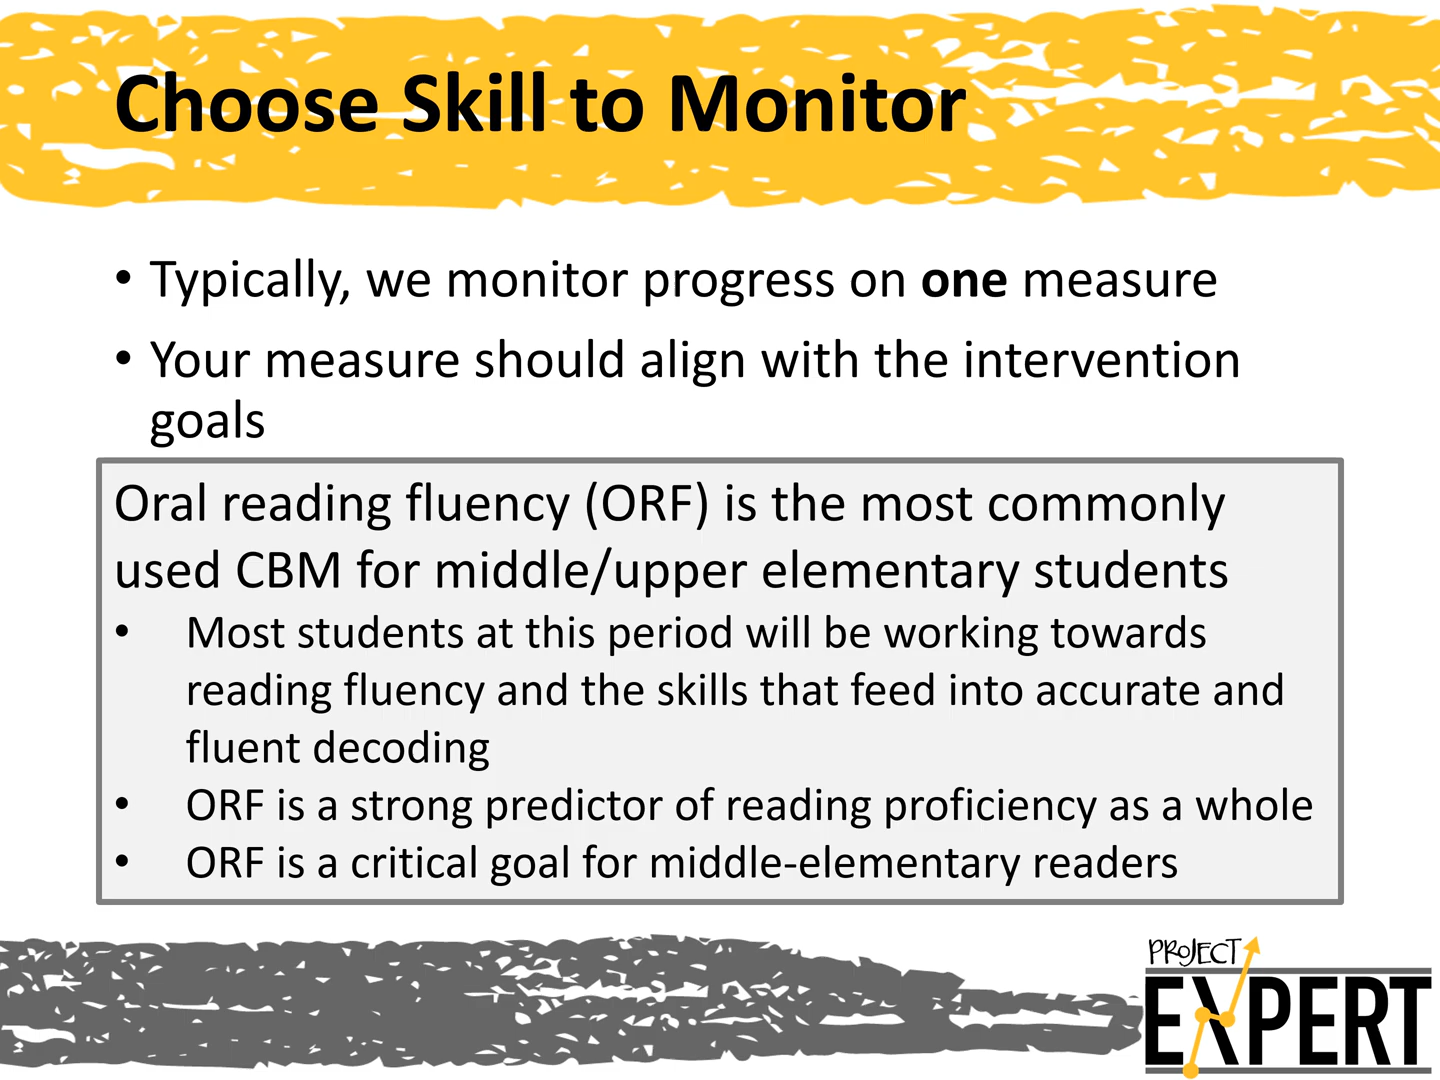 Choose Skill to Monitor
• Typically, we monitor progress on one measure
• Your measure should align with the intervention
goals
Oral reading fluency (ORF) is the most commonly
used CBM for middle/upper elementary students
• Most students at this period will be working towards
reading fluency and the skills that feed into accurate and
fluent decoding
• ORF is a strong predictor of reading proficiency as a whole
• ORF is a critical goal for middle-elementary readers
PROJECT
EXPERT